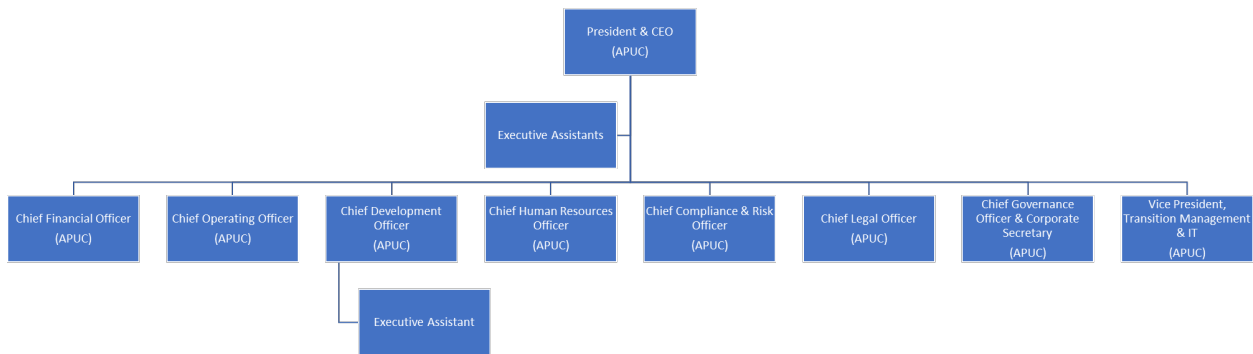 President & CEO
(APUC)
Executive Assistants
Chief Financial Officer
(APUC)
Chief Operating Officer
(APUC)
Chief Development
Officer
(APUC)
Chief Human Resources
Officer
(APUC)
Chief Compliance & Risk
Officer
(APUC)
Chief Legal Officer
(APUC)
Chief Governance
Officer & Corporate
Secretary
(APUC)
Vice President,
Transition Management
& IT
(APUC)
Executive Assistant